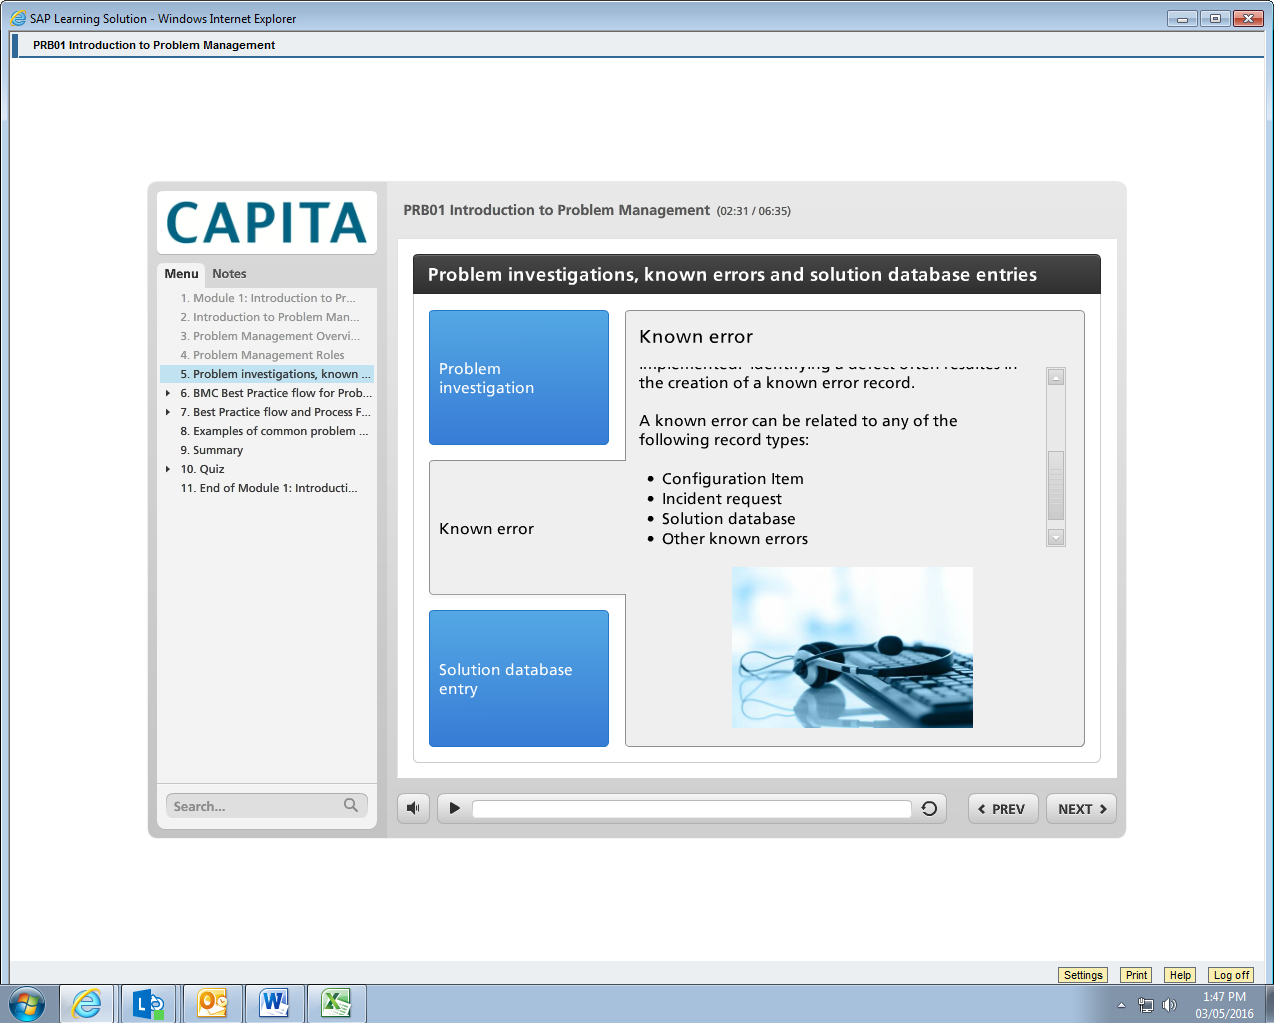 SAP Learning Solution - Windows Internet Explorer
PRB01 Introduction to Problem Management
CAPITA
PRB01 Introduction to Problem Management (02:31 / 06:35)
Menu Notes
1. Module 1: Introduction to Pr...
2. Introduction to Problem Man...
3. Problem Management Overvi...
4. Problem Management Roles
5. Problem investigations, known ...
6. BMC Best Practice flow for Prob...
7. Best Practice flow and Process F...
8. Examples of common problem ...
9. Summary
10. Quiz
11. End of Module 1: Introducti...
Search...
Problem investigations, known errors and solution database entries
Problem
investigation
Known error
Solution database
entry
Known error
implemented. Identifying a defect often resultes in
the creation of a known error record.
A known error can be related to any of the
following record types:
• Configuration Item
• Incident request
• Solution database
• Other known errors
PREV
NEXT
Settings Print Help Log off
1:47 PM
03/05/2016